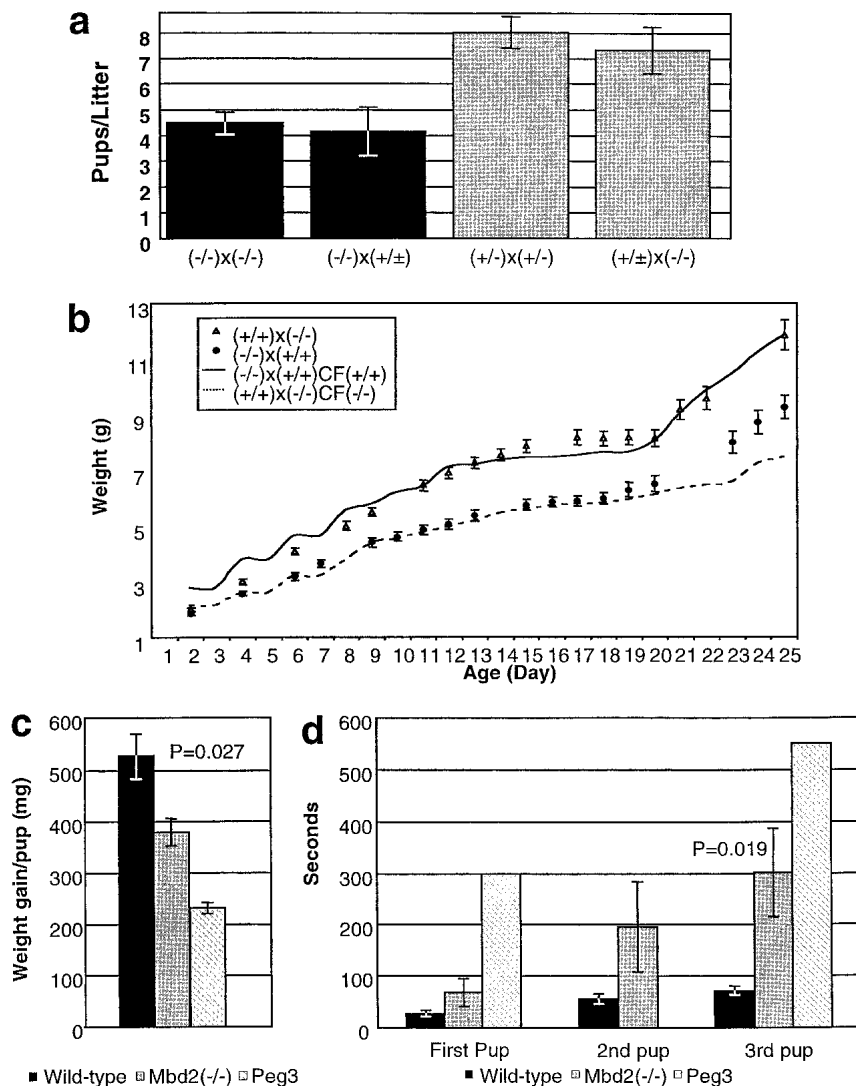 a
Pups/Litter
8
7
6
5
4
3
2
1
0
(-/-)x(-/-)
(-/-)x(+/±)
(+/-)x(+/-)
(+/±)x(-/-)
b
Weight (g)
13
11
9
7
5
3
1
(+/+)x(-/-)
(-/-)x(+/+)
(-/-)x(+/+)CF(+/+)
(+/+)x(-/-)CF(-/-)
1 2 3 4 5 6 7 8 9 10 11 12 13 14 15 16 17 18 19 20 21 22 23 24 25
Age (Day)
c
Weight gain/pup (mg)
600
500
400
300
200
100
0
P=0.027
Wild-type Mbd2(-/-) Peg3
d
Seconds
600
500
400
300
200
100
0
P=0.019
First Pup 2nd pup 3rd pup
Wild-type Mbd2(-/-) Peg3